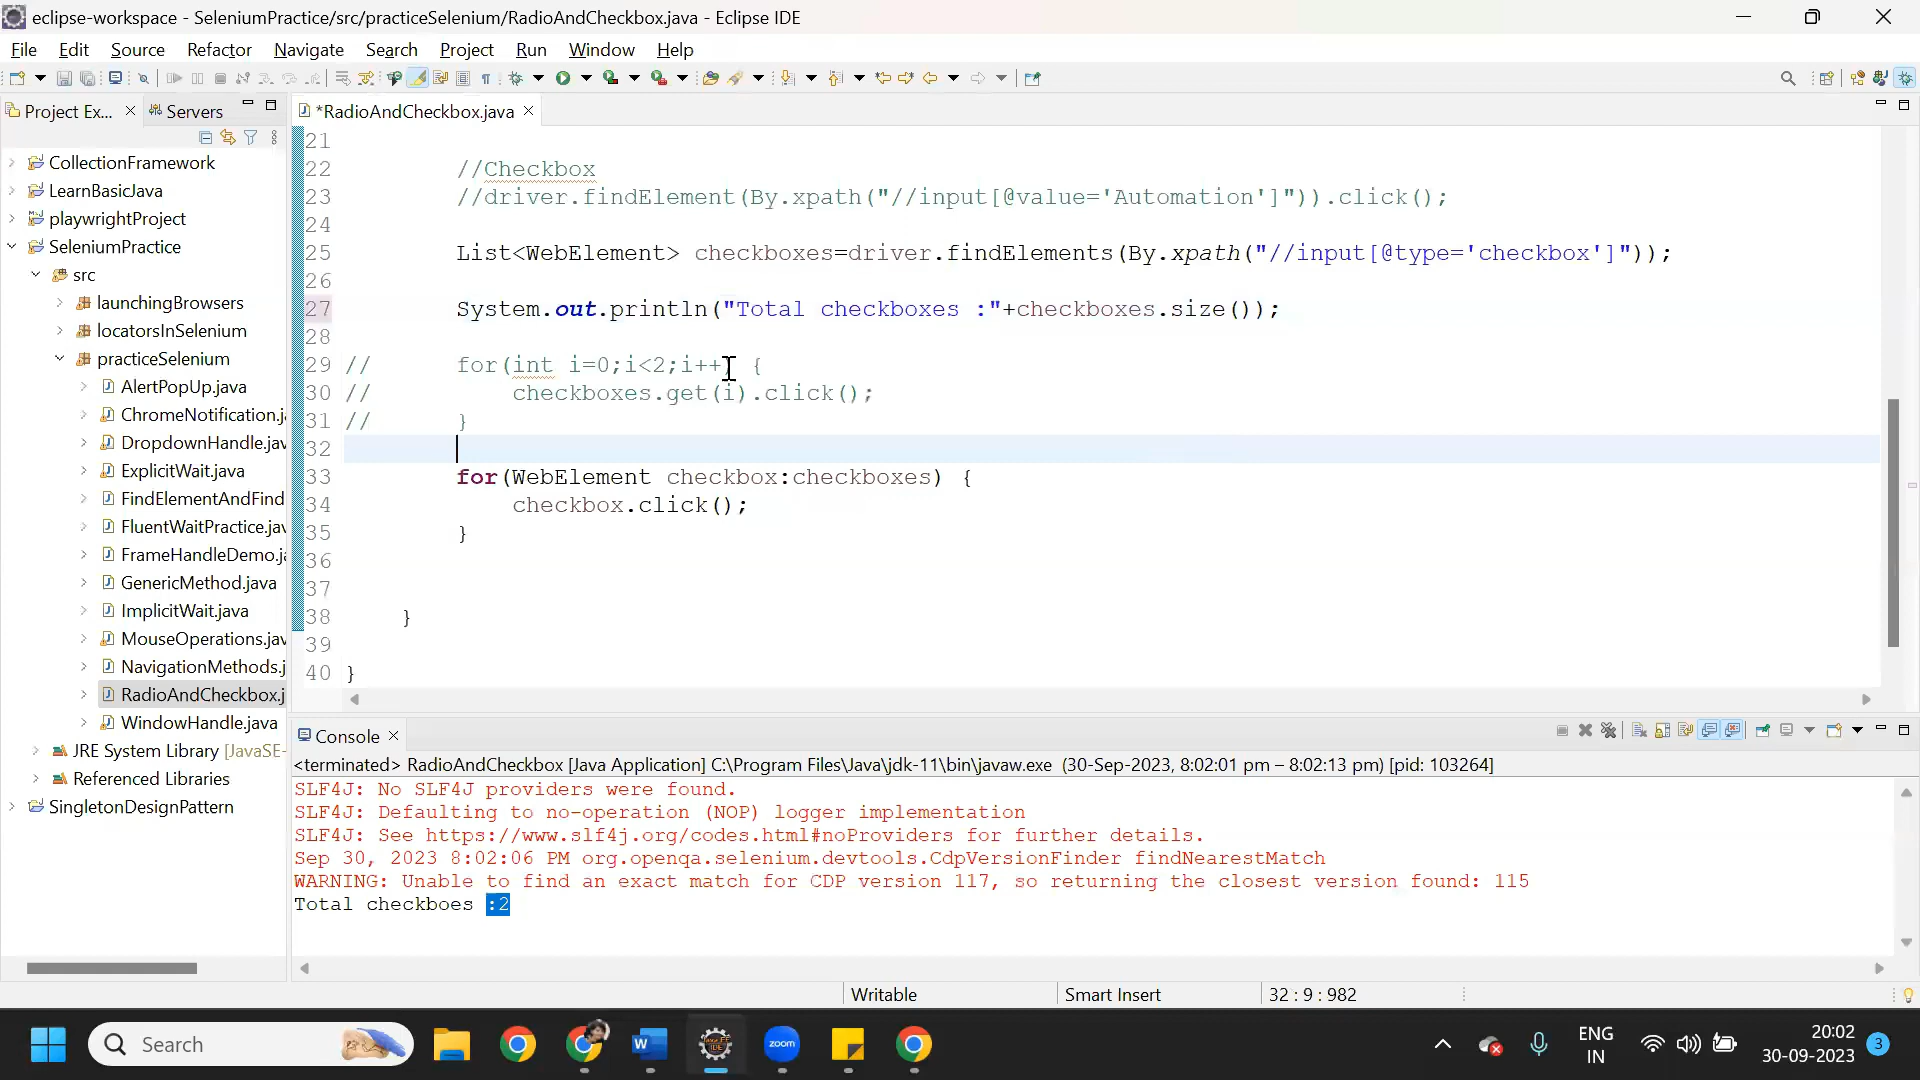 eclipse-workspace - SeleniumPractice/src/practiceSelenium/RadioAndCheckbox.java - Eclipse IDE
File Edit Source Refactor Navigate Search Project Run Window Help
Project Ex... Servers
*RadioAndCheckbox.java
CollectionFramework
LearnBasicJava
playwrightProject
SeleniumPractice
src
launchingBrowsers
locatorsInSelenium
practiceSelenium
AlertPopUp.java
ChromeNotification.j
DropdownHandle.jav
ExplicitWait.java
FindElementAndFind
FluentWaitPractice.jav
FrameHandleDemo.j
GenericMethod.java
ImplicitWait.java
MouseOperations.jav
NavigationMethods.j
RadioAndCheckbox.j
WindowHandle.java
JRE System Library [JavaSE-
Referenced Libraries
SingletonDesignPattern
21
22 //Checkbox
23 //driver.findElement(By.xpath("//input[@value='Automation']")).click();
24
25 List<WebElement> checkboxes=driver.findElements(By.xpath("//input[@type='checkbox']"));
26
27 System.out.println("Total checkboxes :"+checkboxes.size());
28
29 // for(int i=0;i<2;i++) {
30 // checkboxes.get(i).click();
31 // }
32
33 for(WebElement checkbox:checkboxes) {
34 checkbox.click();
35 }
36
37
38 }
39
40 }
Console
<terminated> RadioAndCheckbox [Java Application] C:\Program Files\Java\jdk-11\bin\javaw.exe (30-Sep-2023, 8:02:01 pm – 8:02:13 pm) [pid: 103264]
SLF4J: No SLF4J providers were found.
SLF4J: Defaulting to no-operation (NOP) logger implementation
SLF4J: See https://www.slf4j.org/codes.html#noProviders for further details.
Sep 30, 2023 8:02:06 PM org.openqa.selenium.devtools.CdpVersionFinder findNearestMatch
WARNING: Unable to find an exact match for CDP version 117, so returning the closest version found: 115
Total checkboes :2
Writable Smart Insert 32 : 9 : 982
Search
zoom
ENG
IN
20:02
30-09-2023
3